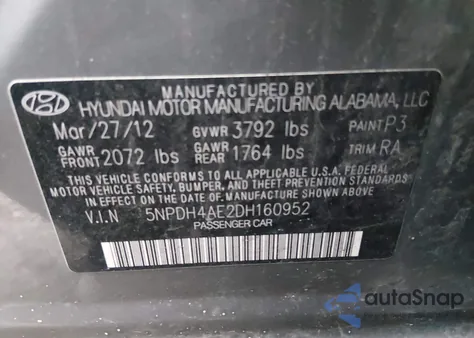 MANUFACTURED BY
HYUNDAI MOTOR MANUFACTURING ALABAMA, LLC
Mar/27/12 GVWR 3792 lbs PAINT P3
GAWR FRONT 2072 lbs GAWR REAR 1764 lbs TRIM RA
THIS VEHICLE CONFORMS TO ALL APPLICABLE U.S.A. FEDERAL
MOTOR VEHICLE SAFETY, BUMPER, AND THEFT PREVENTION
STANDARDS IN EFFECT ON THE DATE OF MANUFACTURE SHOWN ABOVE.
V.I.N 5NPDH4AE2DH160952
PASSENGER CAR
autoSnap